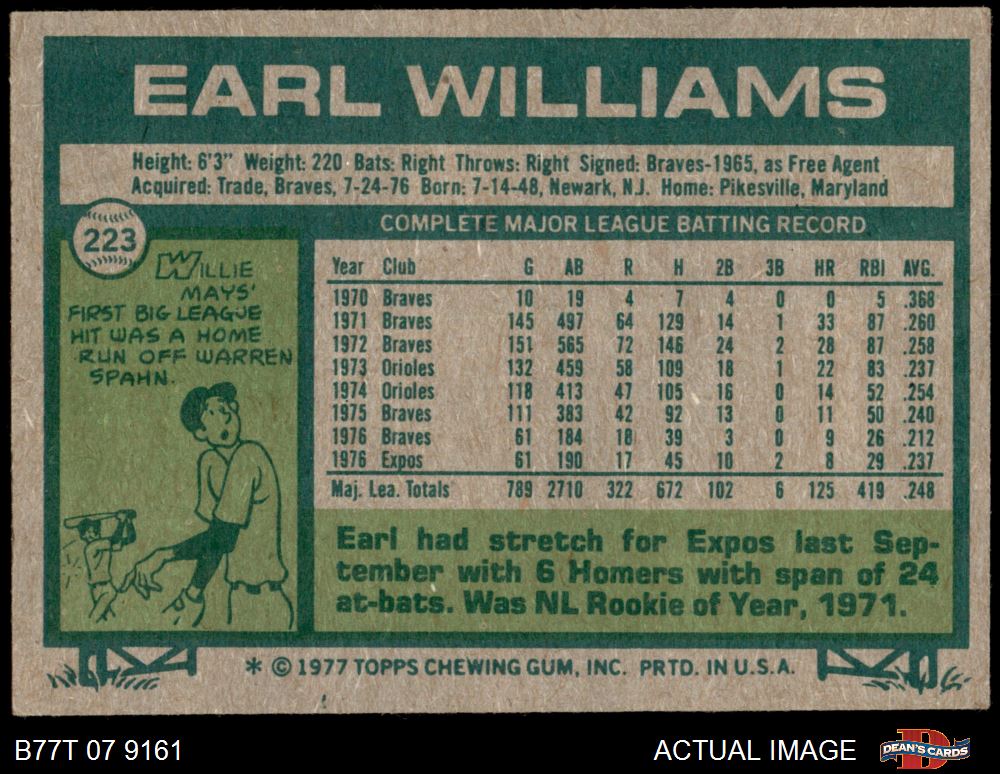 EARL WILLIAMS
Height: 6'3" Weight: 220 Bats: Right Throws: Right Signed: Braves-1965, as Free Agent
Acquired: Trade, Braves, 7-24-76 Born: 7-14-48, Newark, N.J. Home: Pikesville, Maryland
223
WILLIE
MAYS'
FIRST BIG LEAGUE
HIT WAS A HOME
RUN OFF WARREN
SPAHN.
COMPLETE MAJOR LEAGUE BATTING RECORD
Year Club G AB R H 2B 3B HR RBI AVG.
1970 Braves 10 19 4 7 4 0 0 5 .368
1971 Braves 145 497 64 129 14 1 33 87 .260
1972 Braves 151 565 72 146 24 2 28 87 .258
1973 Orioles 132 459 58 109 18 1 22 83 .237
1974 Orioles 118 413 47 105 16 0 14 52 .254
1975 Braves 111 383 42 92 13 0 11 50 .240
1976 Braves 61 184 18 39 3 0 9 26 .212
1976 Expos 61 190 17 45 10 2 8 29 .237
Maj. Lea. Totals 789 2710 322 672 102 6 125 419 .248
Earl had stretch for Expos last Sep-
tember with 6 Homers with span of 24
at-bats. Was NL Rookie of Year, 1971.
* © 1977 TOPPS CHEWING GUM, INC. PRTD. IN U.S.A.
B77T 07 9161
ACTUAL IMAGE
B
DEAN'S CARDS